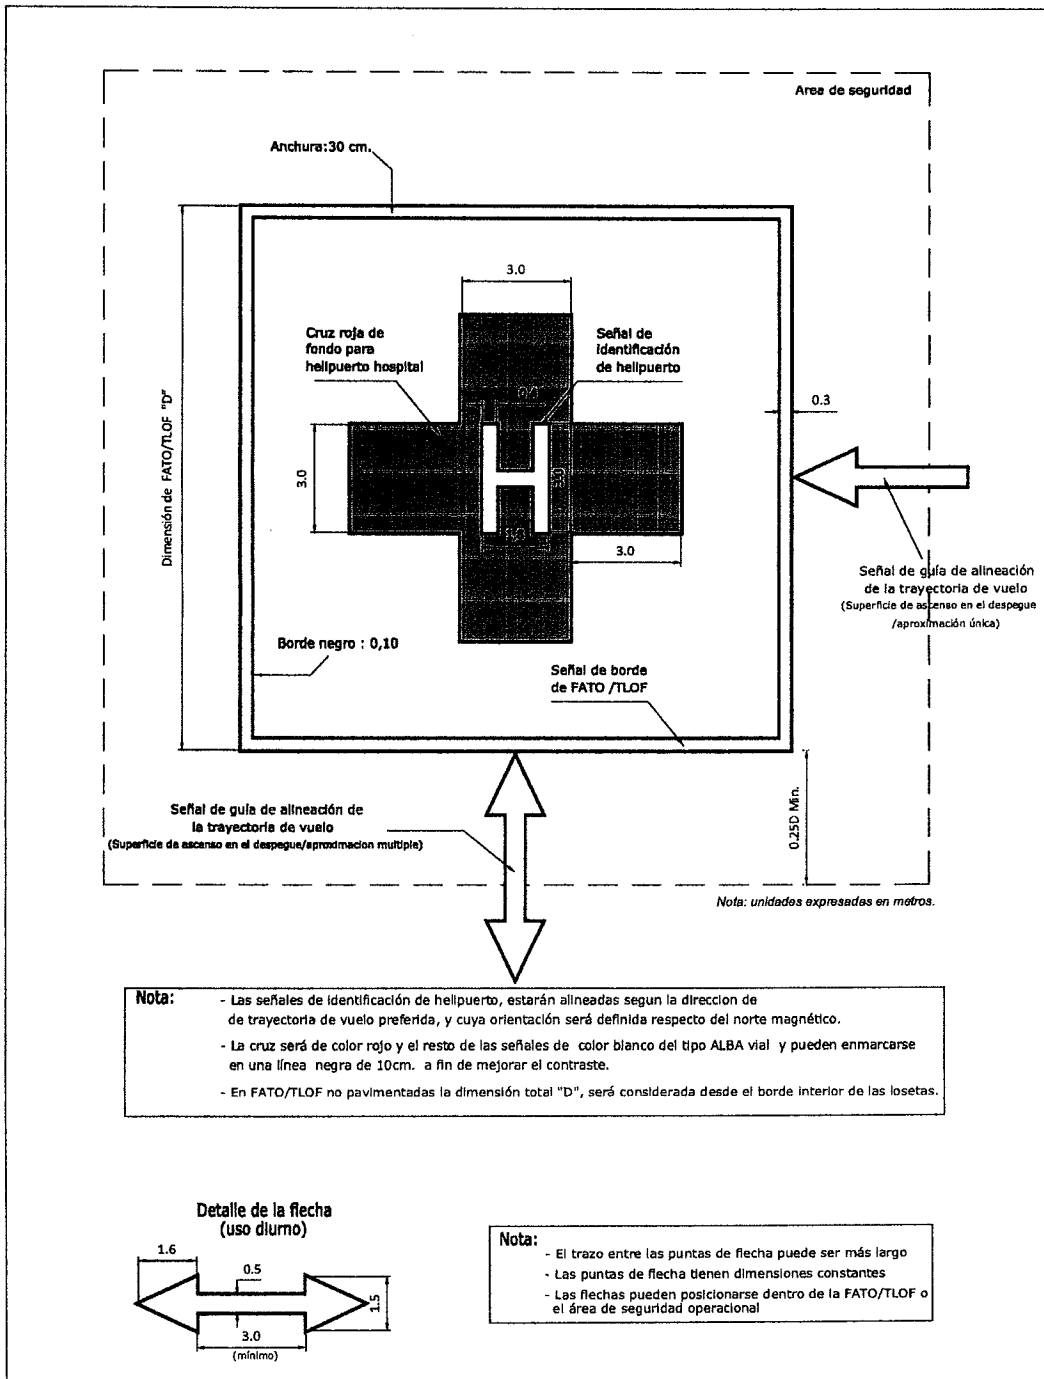 Area de seguridad
Anchura:30 cm.
3.0
Cruz roja de
fondo para
helipuerto hospital
Señal de
identificación
de helipuerto
0.3
Dimensión de FATO/TLOF "D"
3.0
3.0
3.0
Señal de guía de alineación
de la trayectoria de vuelo
(Superficie de ascenso en el despegue
/aproximación única)
Borde negro : 0,10
Señal de borde
de FATO /TLOF
Señal de guía de alineación de
la trayectoria de vuelo
(Superficie de ascenso en el despegue/aproximacion multiple)
0.25D Min.
Nota: unidades expresadas en metros.
Nota:
- Las señales de identificación de helipuerto, estarán alineadas segun la direccion de
de trayectoria de vuelo preferida, y cuya orientación será definida respecto del norte magnético.
- La cruz será de color rojo y el resto de las señales de color blanco del tipo ALBA vial y pueden enmarcarse
en una línea negra de 10cm. a fin de mejorar el contraste.
- En FATO/TLOF no pavimentadas la dimensión total "D", será considerada desde el borde interior de las losetas.
Detalle de la flecha
(uso diurno)
1.6
0.5
1.5
3.0
(mínimo)
Nota:
- El trazo entre las puntas de flecha puede ser más largo
- Las puntas de flecha tienen dimensiones constantes
- Las flechas pueden posicionarse dentro de la FATO/TLOF o
el área de seguridad operacional